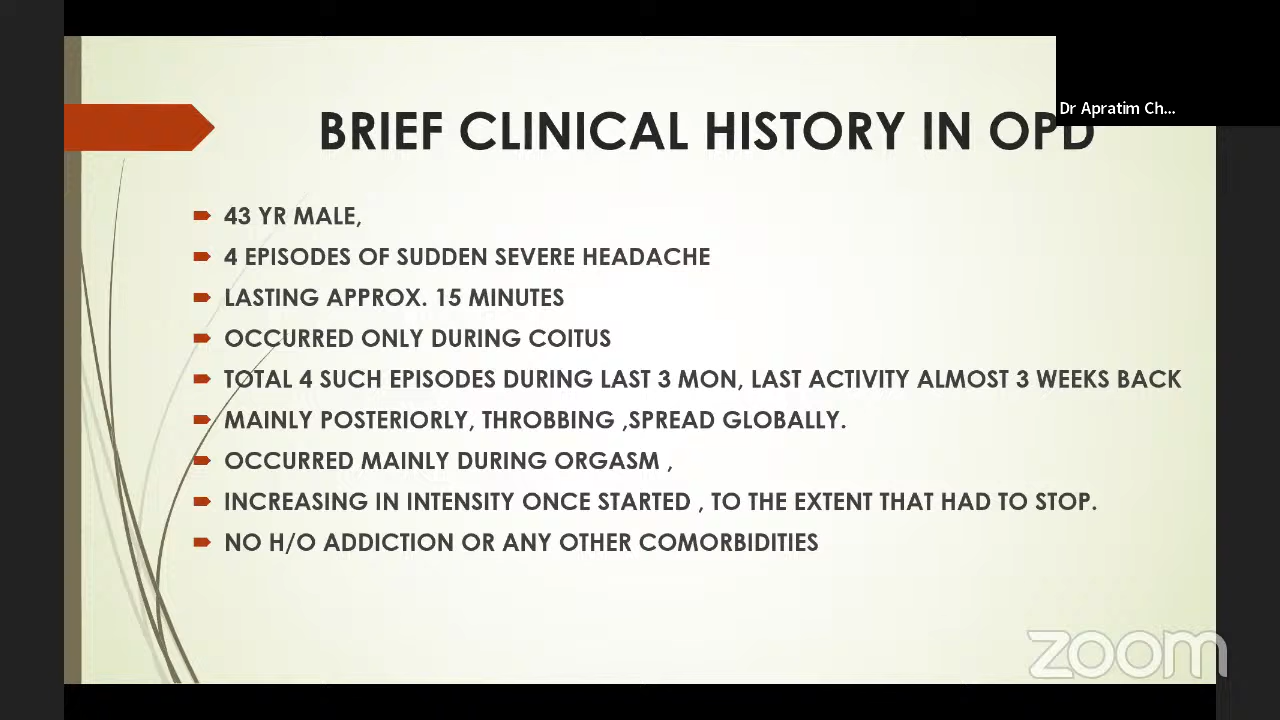 Dr Apratim Ch...
BRIEF CLINICAL HISTORY IN OPD
43 YR MALE,
4 EPISODES OF SUDDEN SEVERE HEADACHE
LASTING APPROX. 15 MINUTES
OCCURRED ONLY DURING COITUS
TOTAL 4 SUCH EPISODES DURING LAST 3 MON, LAST ACTIVITY ALMOST 3 WEEKS BACK
MAINLY POSTERIORLY, THROBBING ,SPREAD GLOBALLY.
OCCURRED MAINLY DURING ORGASM ,
INCREASING IN INTENSITY ONCE STARTED , TO THE EXTENT THAT HAD TO STOP.
NO H/O ADDICTION OR ANY OTHER COMORBIDITIES
zoom